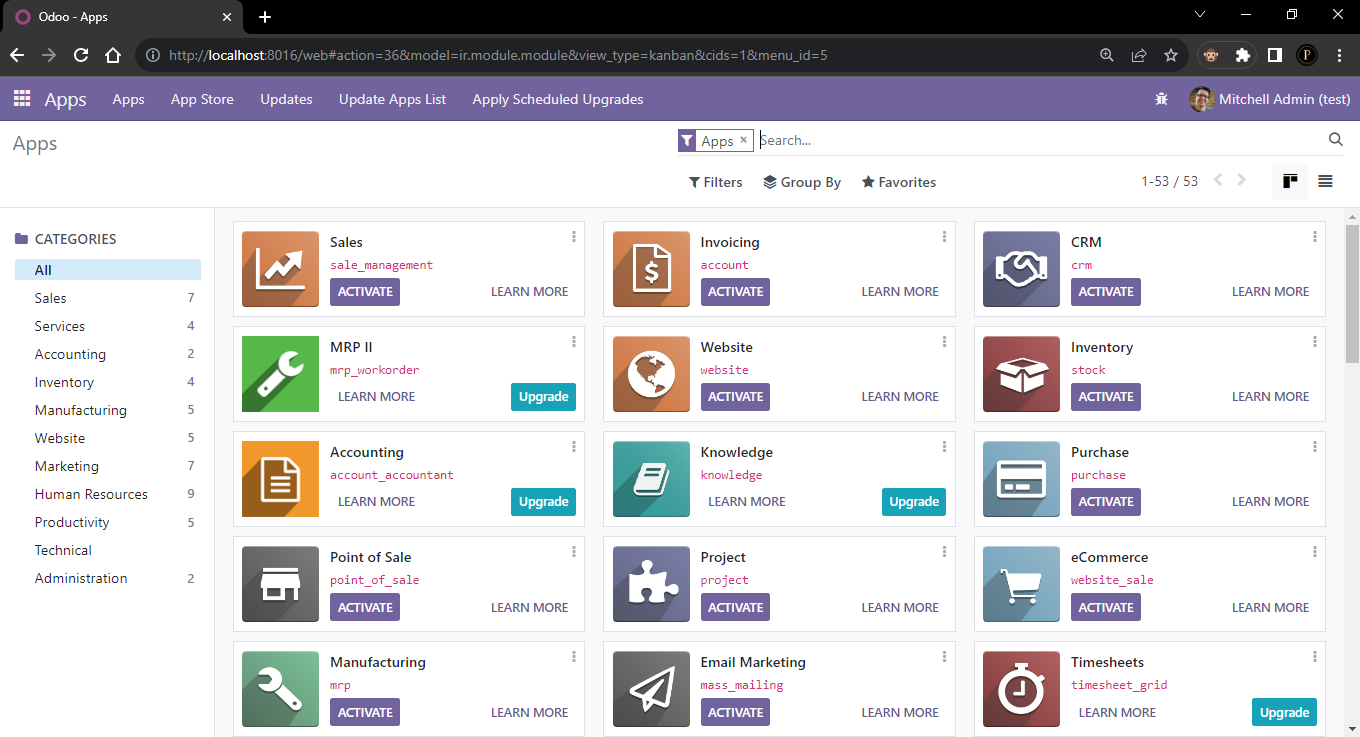 Odoo - Apps
http://localhost:8016/web#action=36&model=ir.module.module&view_type=kanban&cids=1&menu_id=5
P
Apps Apps App Store Updates Update Apps List Apply Scheduled Upgrades Mitchell Admin (test)
Apps
Apps × Search...
Filters Group By Favorites 1-53 / 53
CATEGORIES
All
Sales 7
Services 4
Accounting 2
Inventory 4
Manufacturing 5
Website 5
Marketing 7
Human Resources 9
Productivity 5
Technical
Administration 2
Sales
sale_management
ACTIVATE LEARN MORE
Invoicing
account
ACTIVATE LEARN MORE
CRM
crm
ACTIVATE LEARN MORE
MRP II
mrp_workorder
LEARN MORE Upgrade
Website
website
ACTIVATE LEARN MORE
Inventory
stock
ACTIVATE LEARN MORE
Accounting
account_accountant
LEARN MORE Upgrade
Knowledge
knowledge
LEARN MORE Upgrade
Purchase
purchase
ACTIVATE LEARN MORE
Point of Sale
point_of_sale
ACTIVATE LEARN MORE
Project
project
ACTIVATE LEARN MORE
eCommerce
website_sale
ACTIVATE LEARN MORE
Manufacturing
mrp
ACTIVATE LEARN MORE
Email Marketing
mass_mailing
ACTIVATE LEARN MORE
Timesheets
timesheet_grid
LEARN MORE Upgrade